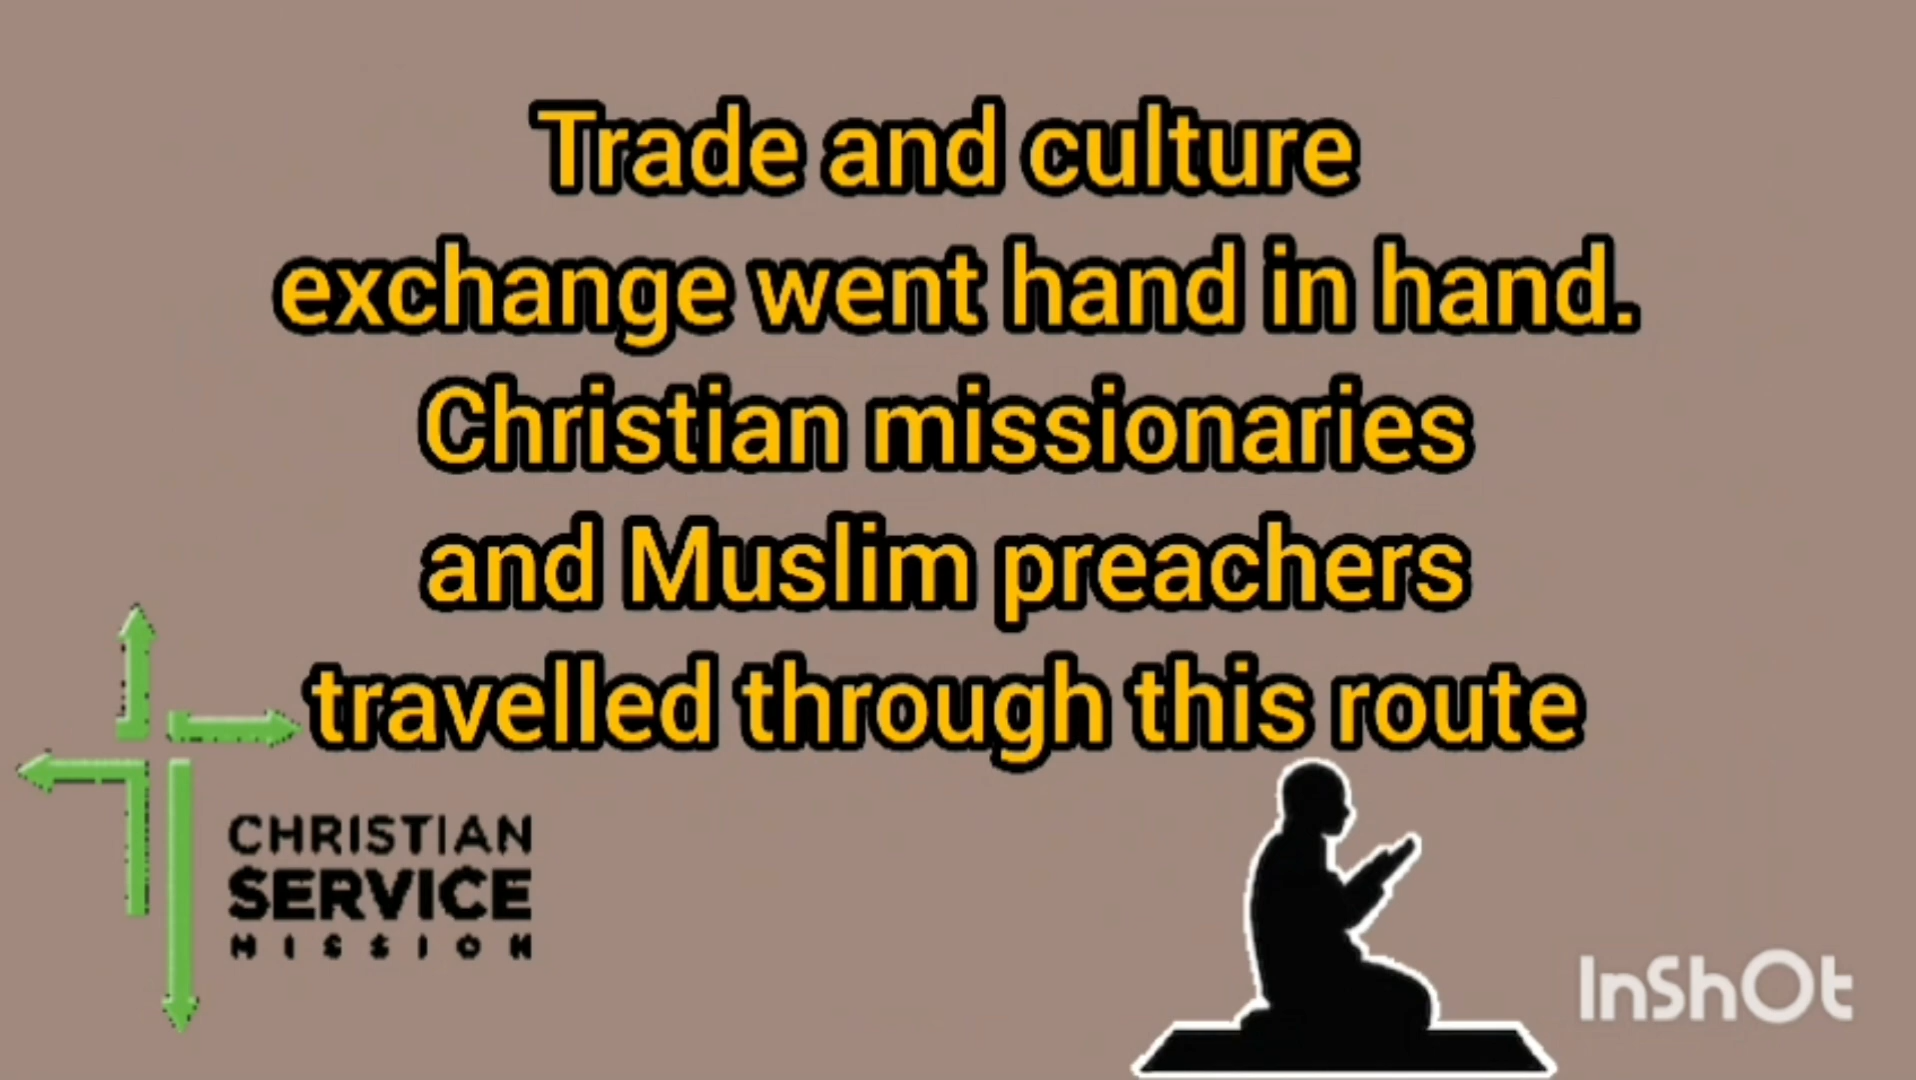 Trade and culture
exchange went hand in hand.
Christian missionaries
and Muslim preachers
travelled through this route
CHRISTIAN
SERVICE
MISSION
InShOt